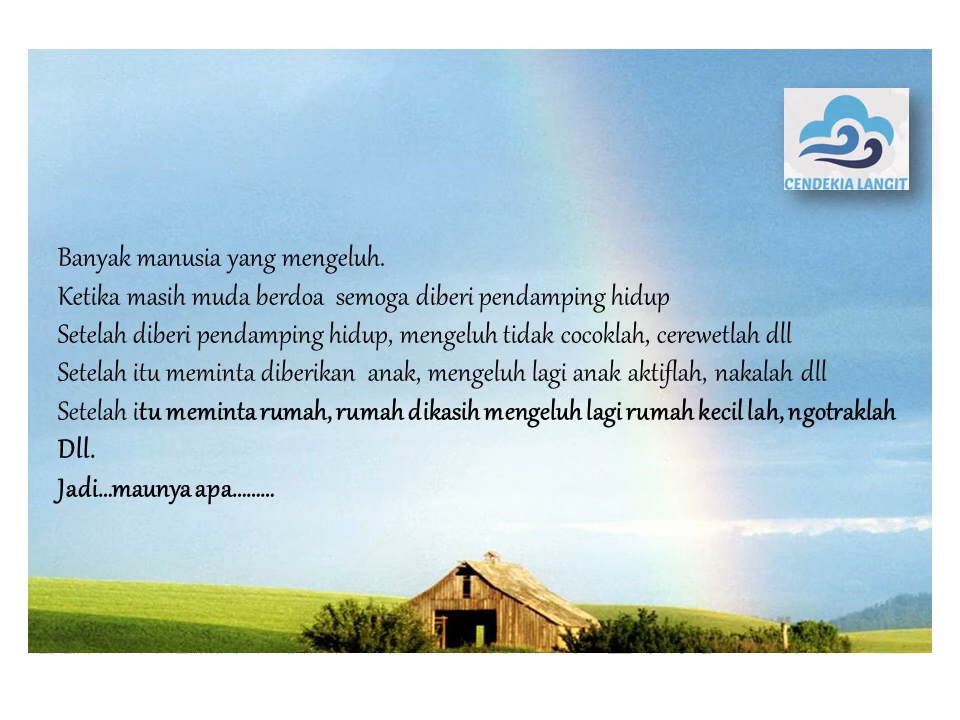 CENDEKIA LANGIT
Banyak manusia yang mengeluh.
Ketika masih muda berdoa semoga diberi pendamping hidup
Setelah diberi pendamping hidup, mengeluh tidak cocoklah, cerewetlah dll
Setelah itu meminta diberikan anak, mengeluh lagi anak aktiflah, nakalah dll
Setelah itu meminta rumah, rumah dikasih mengeluh lagi rumah kecil lah, ngotraklah
Dll.
Jadi...maunya apa.........